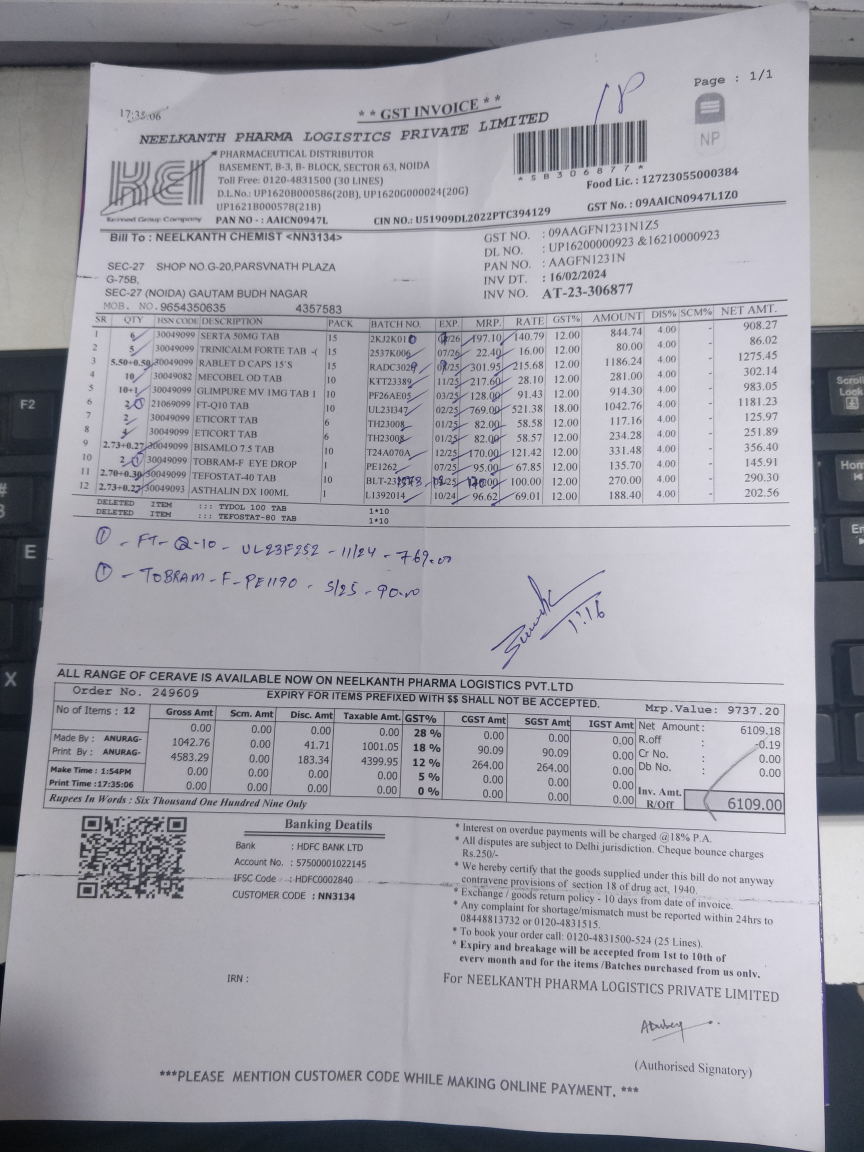 17:35:06
** GST INVOICE **
Page : 1/1
NEELKANTH PHARMA LOGISTICS PRIVATE LIMITED
NP
KEI
Kemed Group Company
PHARMACEUTICAL DISTRIBUTOR
BASEMENT, B-3, B- BLOCK, SECTOR 63, NOIDA
Toll Free: 0120-4831500 (30 LINES)
D.L.No.: UP1620B000586(20B), UP1620G000024(20G)
UP1621B000578(21B)
PAN NO - : AAICN0947L
CIN NO.: U51909DL2022PTC394129
*5B306877*
Food Lic. : 12723055000384
GST No. : 09AAICN0947L1Z0
Bill To : NEELKANTH CHEMIST <NN3134>
SEC-27 SHOP NO.G-20,PARSVNATH PLAZA
G-75B,
SEC-27 (NOIDA) GAUTAM BUDH NAGAR
MOB. NO.9654350635 4357583
GST NO. : 09AAGFN1231N1Z5
DL NO. : UP16200000923 &16210000923
PAN NO. : AAGFN1231N
INV DT. : 16/02/2024
INV NO. AT-23-306877
SR QTY HSN CODE DESCRIPTION PACK BATCH NO. EXP. MRP. RATE GST% AMOUNT DIS% SCM% NET AMT.
1 6 30049099 SERTA 50MG TAB 15 2KJ2K010 /26 197.10 140.79 12.00 844.74 4.00 - 908.27
2 5 30049099 TRINICALM FORTE TAB -( 15 2537K006 07/26 22.40 16.00 12.00 80.00 4.00 - 86.02
3 5.50+0.50 30049099 RABLET D CAPS 15'S 15 RADC3029 /25 301.95 215.68 12.00 1186.24 4.00 - 1275.45
4 10 30049082 MECOBEL OD TAB 10 KTT23389 11/25 217.60 28.10 12.00 281.00 4.00 - 302.14
5 10+1 30049099 GLIMPURE MV 1MG TAB 1 10 PF26AE05 03/25 128.00 91.43 12.00 914.30 4.00 - 983.05
6 2 21069099 FT-Q10 TAB 10 UL231347 02/25 769.00 521.38 18.00 1042.76 4.00 - 1181.23
7 2 30049099 ETICORT TAB 6 TH23008 01/25 82.00 58.58 12.00 117.16 4.00 - 125.97
8 4 30049099 ETICORT TAB 6 TH23008 01/25 82.00 58.57 12.00 234.28 4.00 - 251.89
9 2.73+0.27 30049099 BISAMLO 7.5 TAB 10 T24A070A 12/25 170.00 121.42 12.00 331.48 4.00 - 356.40
10 2 30049099 TOBRAM-F EYE DROP 1 PE1262 07/25 95.00 67.85 12.00 135.70 4.00 - 145.91
11 2.70+0.30 30049099 TEFOSTAT-40 TAB 10 /25 100.00 12.00 270.00 4.00 - 290.30
12 2.73+0.27 30049093 ASTHALIN DX 100ML 1 L1392014 10/24 96.62 69.01 12.00 188.40 4.00 - 202.56
DELETED ITEM ::: TYDOL 100 TAB 1*10
DELETED ITEM ::: TEFOSTAT-80 TAB 1*10
① - FT- Q-10 - UL23F252 - 11/24 - 769.00
① - TOBRAM-F-PE1190 - 5/25 - 90.00
ALL RANGE OF CERAVE IS AVAILABLE NOW ON NEELKANTH PHARMA LOGISTICS PVT.LTD
Order No. 249609 EXPIRY FOR ITEMS PREFIXED WITH $$ SHALL NOT BE ACCEPTED. Mrp.Value: 9737.20
No of Items : 12
Made By : ANURAG-
Print By : ANURAG-
Make Time : 1:54PM
Print Time :17:35:06
Gross Amt Scm. Amt Disc. Amt Taxable Amt. GST% CGST Amt SGST Amt IGST Amt
0.00 0.00 0.00 0.00 28 % 0.00 0.00 0.00
1042.76 0.00 41.71 1001.05 18 % 90.09 90.09 0.00
4583.29 0.00 183.34 4399.95 12 % 264.00 264.00 0.00
0.00 0.00 0.00 0.00 5 % 0.00 0.00 0.00
0.00 0.00 0.00 0.00 0 % 0.00 0.00
Net Amount: 6109.18
R.off : -0.19
Cr No. : 0.00
Db No. : 0.00
Inv. Amt.
R/Off 6109.00
Rupees In Words : Six Thousand One Hundred Nine Only
Banking Deatils
Bank : HDFC BANK LTD
Account No. : 57500001022145
IFSC Code : HDFC0002840
CUSTOMER CODE : NN3134
* Interest on overdue payments will be charged @18% P.A.
* All disputes are subject to Delhi jurisdiction. Cheque bounce charges
Rs.250/-
* We hereby certify that the goods supplied under this bill do not anyway
contravene provisions of section 18 of drug act, 1940.
* Exchange / goods return policy - 10 days from date of invoice.
* Any complaint for shortage/mismatch must be reported within 24hrs to
08448813732 or 0120-4831515.
* To book your order call: 0120-4831500-524 (25 Lines).
* Expiry and breakage will be accepted from 1st to 10th of
every month and for the items /Batches purchased from us only.
IRN :
For NEELKANTH PHARMA LOGISTICS PRIVATE LIMITED
(Authorised Signatory)
***PLEASE MENTION CUSTOMER CODE WHILE MAKING ONLINE PAYMENT. ***
F2
E
X
Scroll
Lock
Home